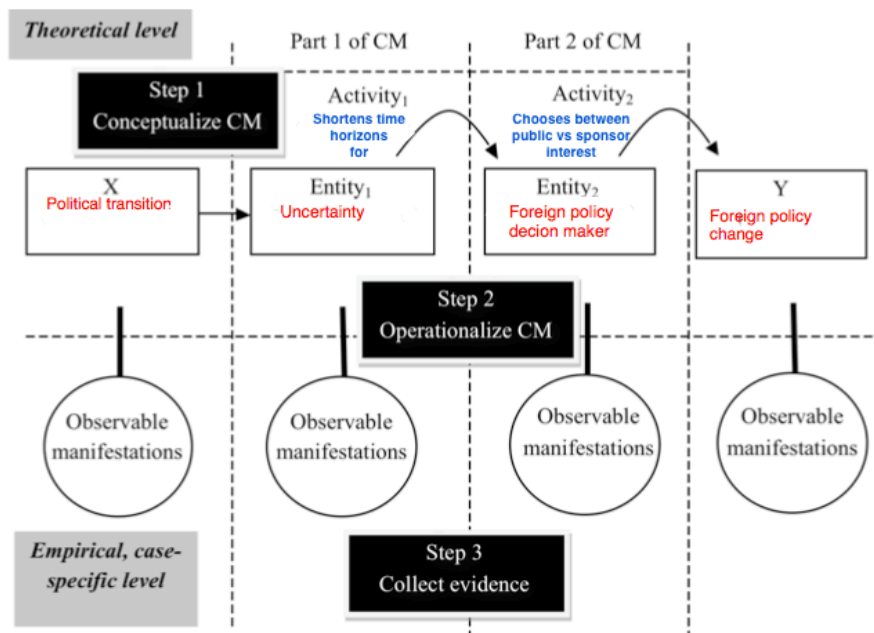 Theoretical level
Part 1 of CM
Part 2 of CM
Step 1
Conceptualize CM
Activity₁
Shortens time
horizons
for
Activity₂
Chooses between
public vs sponsor
interest
X
Political transition
Entity₁
Uncertainty
Entity₂
Foreign policy
decion maker
Y
Foreign policy
change
Step 2
Operationalize CM
Observable
manifestations
Observable
manifestations
Observable
manifestations
Observable
manifestations
Empirical, case-
specific level
Step 3
Collect evidence